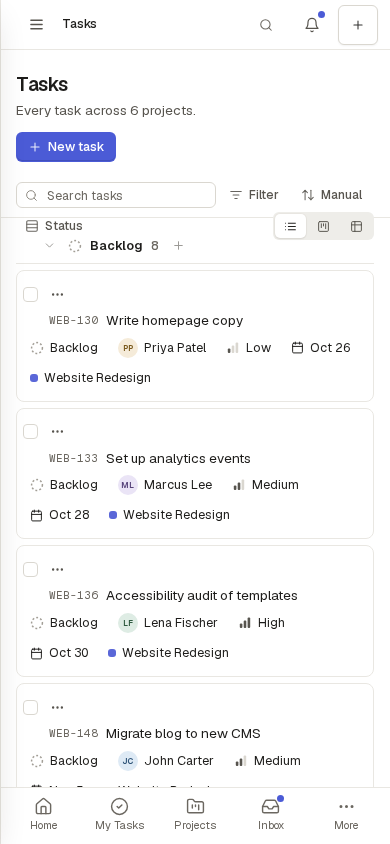 Tasks
Tasks
Every task across 6 projects.
New task
Search tasks
Filter
Manual
Status
Backlog 8
WEB-130 Write homepage copy
Backlog PP Priya Patel Low Oct 26
Website Redesign
WEB-133 Set up analytics events
Backlog ML Marcus Lee Medium
Oct 28 Website Redesign
WEB-136 Accessibility audit of templates
Backlog LF Lena Fischer High
Oct 30 Website Redesign
WEB-148 Migrate blog to new CMS
Backlog JC John Carter Medium
Home My Tasks Projects Inbox More